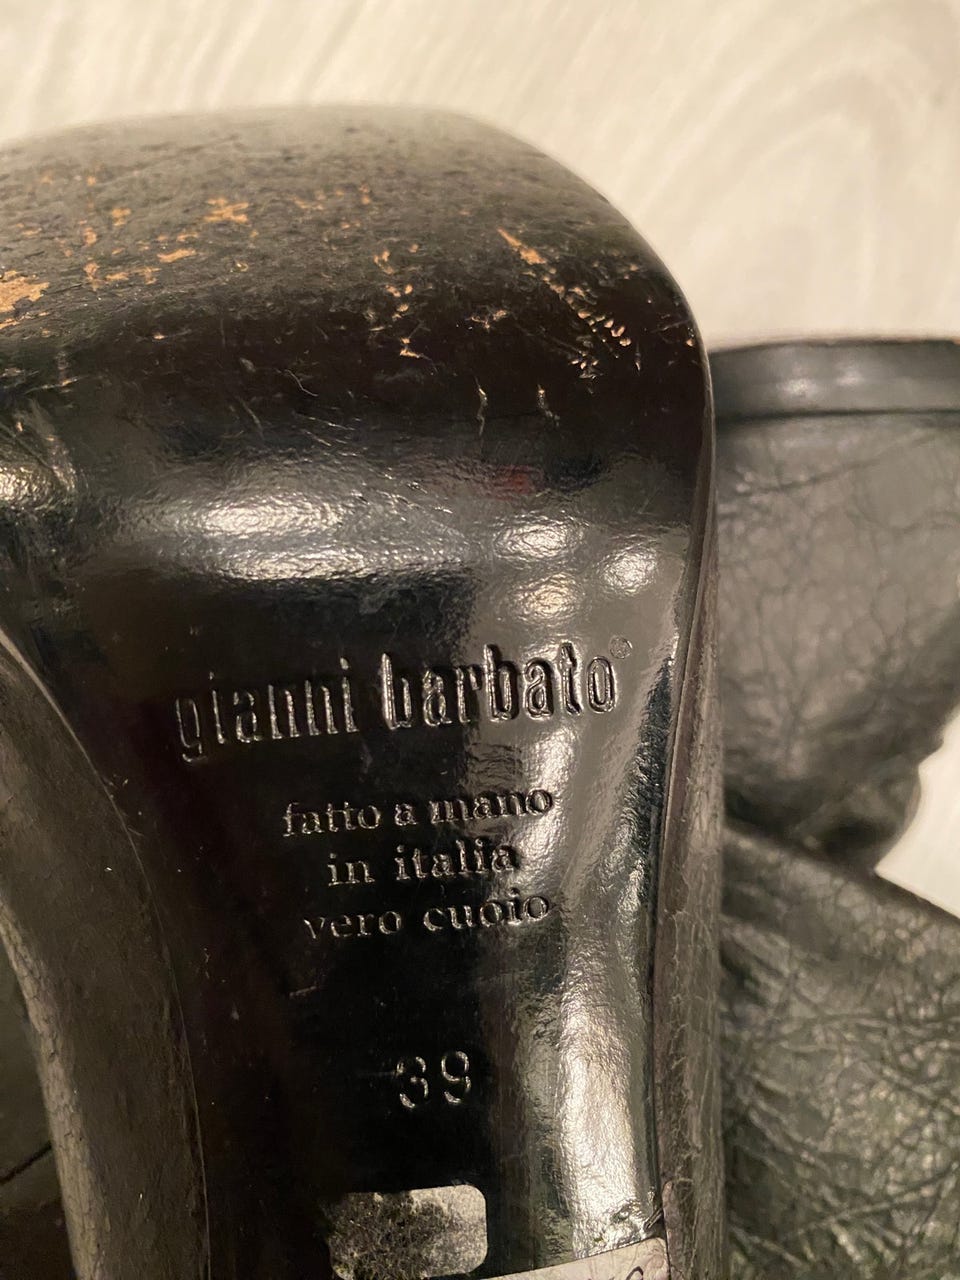 gianni barbato®
fatto a mano
in italia
vero cuoio
39